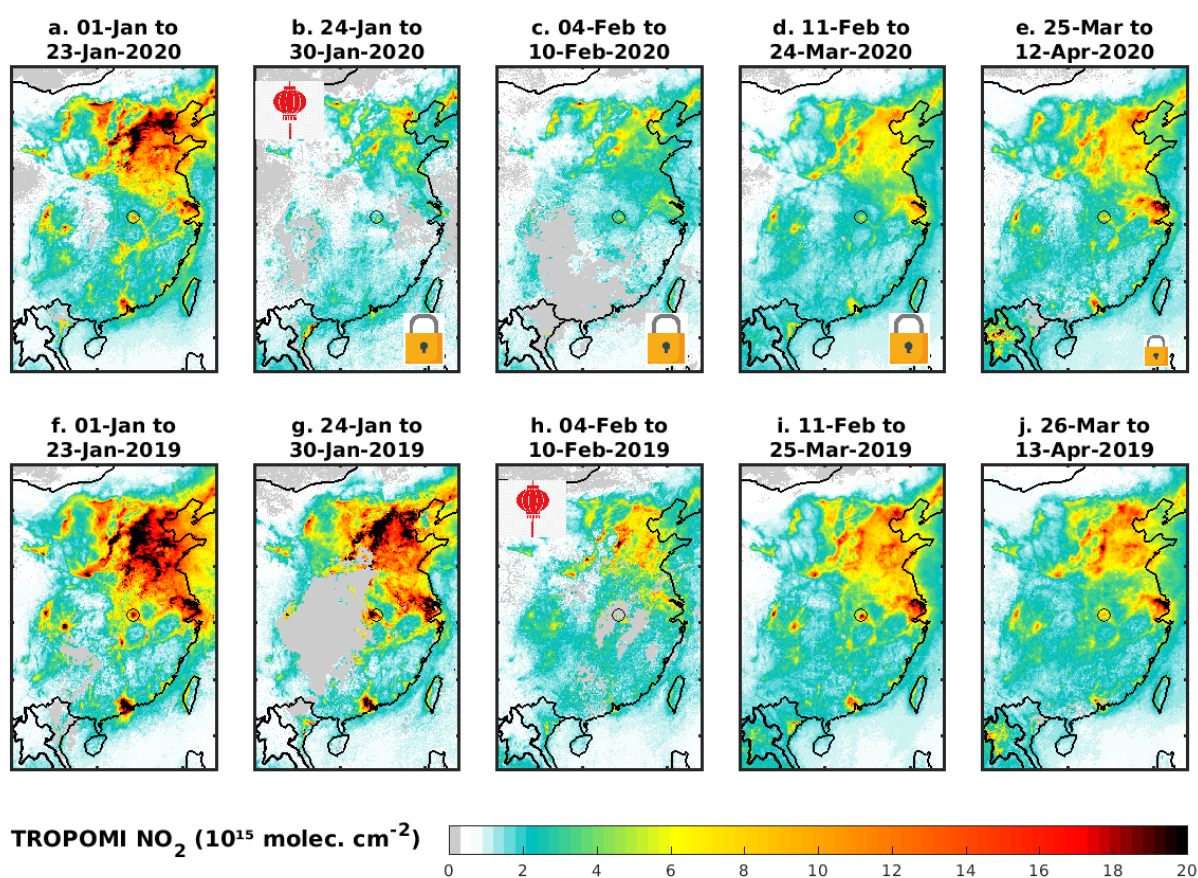 a. 01-Jan to
23-Jan-2020
b. 24-Jan to
30-Jan-2020
c. 04-Feb to
10-Feb-2020
d. 11-Feb to
24-Mar-2020
e. 25-Mar to
12-Apr-2020
f. 01-Jan to
23-Jan-2019
g. 24-Jan to
30-Jan-2019
h. 04-Feb to
10-Feb-2019
i. 11-Feb to
25-Mar-2019
j. 26-Mar to
13-Apr-2019
TROPOMI NO₂ (10¹⁵ molec. cm⁻²)
0 2 4 6 8 10 12 14 16 18 20